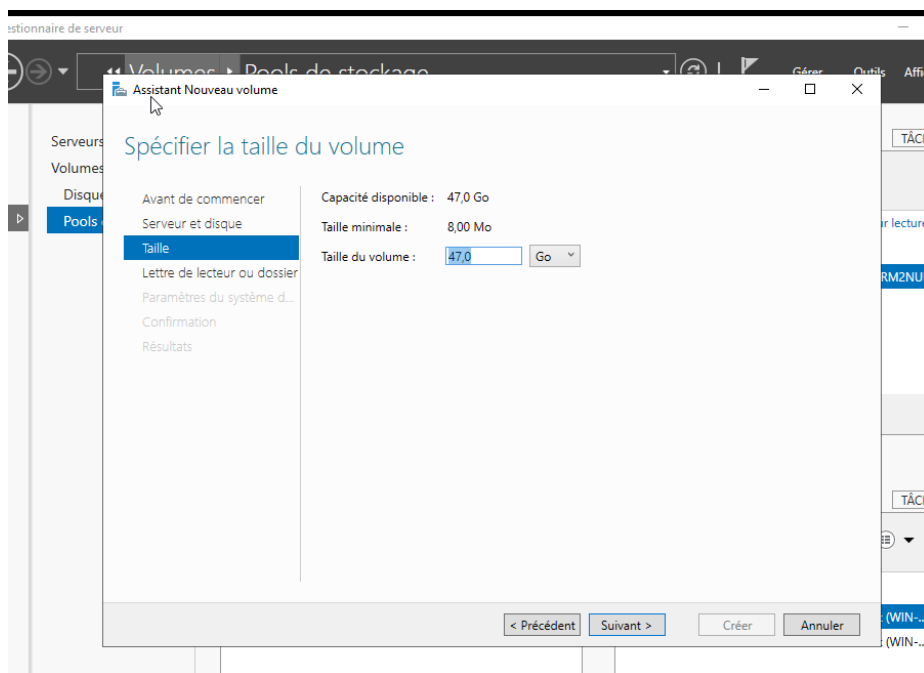 estionnaire de serveur
Volumes Pools de stockage
Gérer Outils Affi
Assistant Nouveau volume
Serveurs
Volumes
Disque
Pools
Spécifier la taille du volume
TÂC
Avant de commencer
Serveur et disque
Taille
Lettre de lecteur ou dossier
Paramètres du système d...
Confirmation
Résultats
Capacité disponible : 47,0 Go
Taille minimale : 8,00 Mo
Taille du volume : 47,0 Go
r lecture
RM2NU
TÂC
< Précédent Suivant > Créer Annuler
(WIN-...
(WIN-...